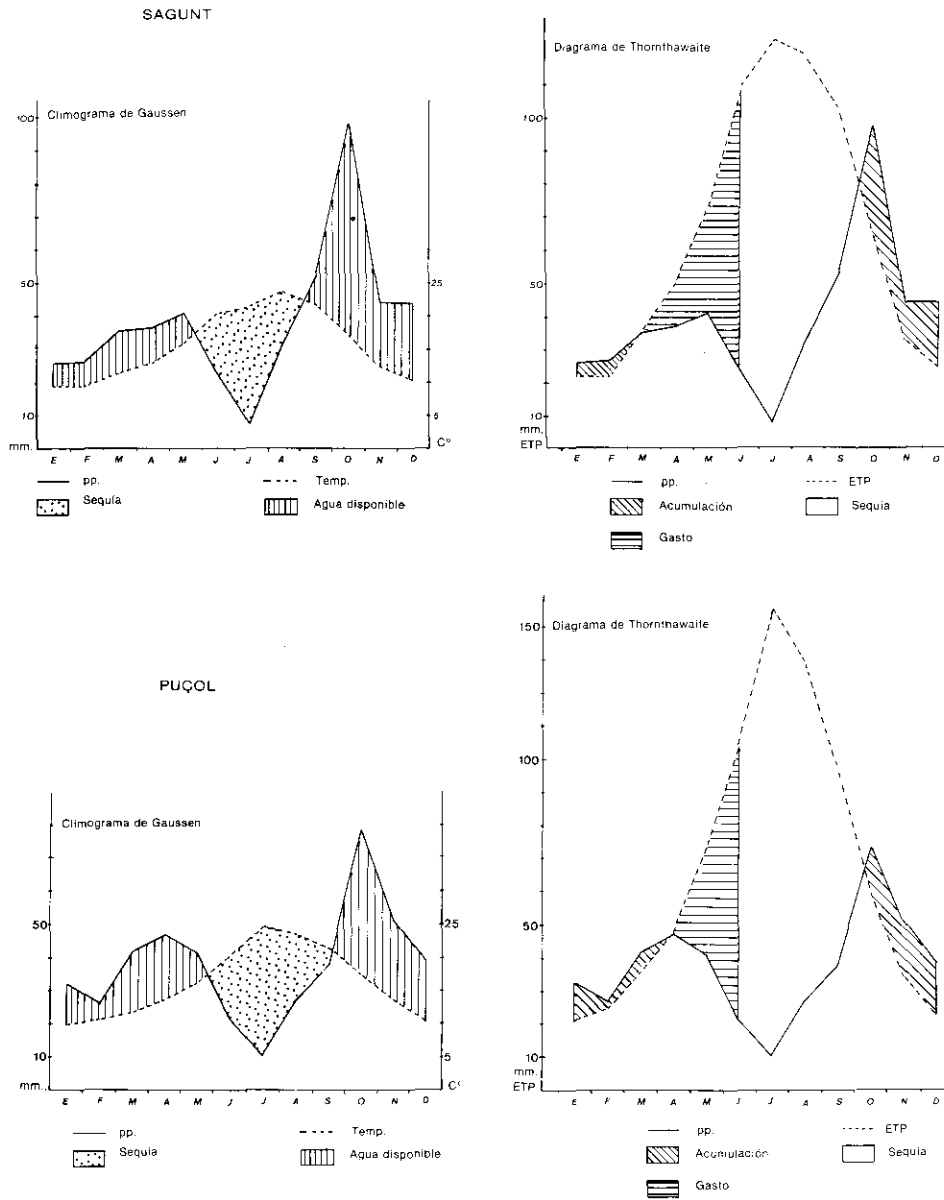 SAGUNT
Climograma de Gaussen
100
50
10
mm.
25
5
C°
E F M A M J J A S O N D
pp.
Temp.
Sequía
Agua disponible
Diagrama de Thornthawaite
100
50
10
mm.
ETP
E F M A M J J A S O N D
pp.
ETP
Acumulación
Sequia
Gasto
PUÇOL
Climograma de Gaussen
50
10
mm.
25
5
C°
E F M A M J J A S O N D
pp.
Temp.
Sequía
Agua disponible
Diagrama de Thornthawaite
150
100
50
10
mm.
ETP
E F M A M J J A S O N D
pp.
ETP
Acumulación
Sequia
Gasto